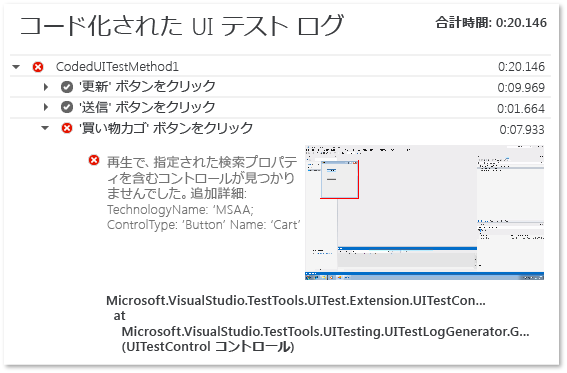 コード化された UI テスト ログ
合計時間: 0:20.146
CodedUITestMethod1 0:20.146
'更新' ボタンをクリック 0:09.969
'送信' ボタンをクリック 0:01.664
'買い物カゴ' ボタンをクリック 0:07.933
再生で、指定された検索プロパティ
を含むコントロールが見つかり
ませんでした。追加詳細:
TechnologyName: ‘MSAA;
ControlType: ‘Button’ Name: ‘Cart’
Microsoft.VisualStudio.TestTools.UITest.Extension.UITestCon...
at
Microsoft.VisualStudio.TestTools.UITesting.UITestLogGenerator.G...
(UITestControl コントロール)